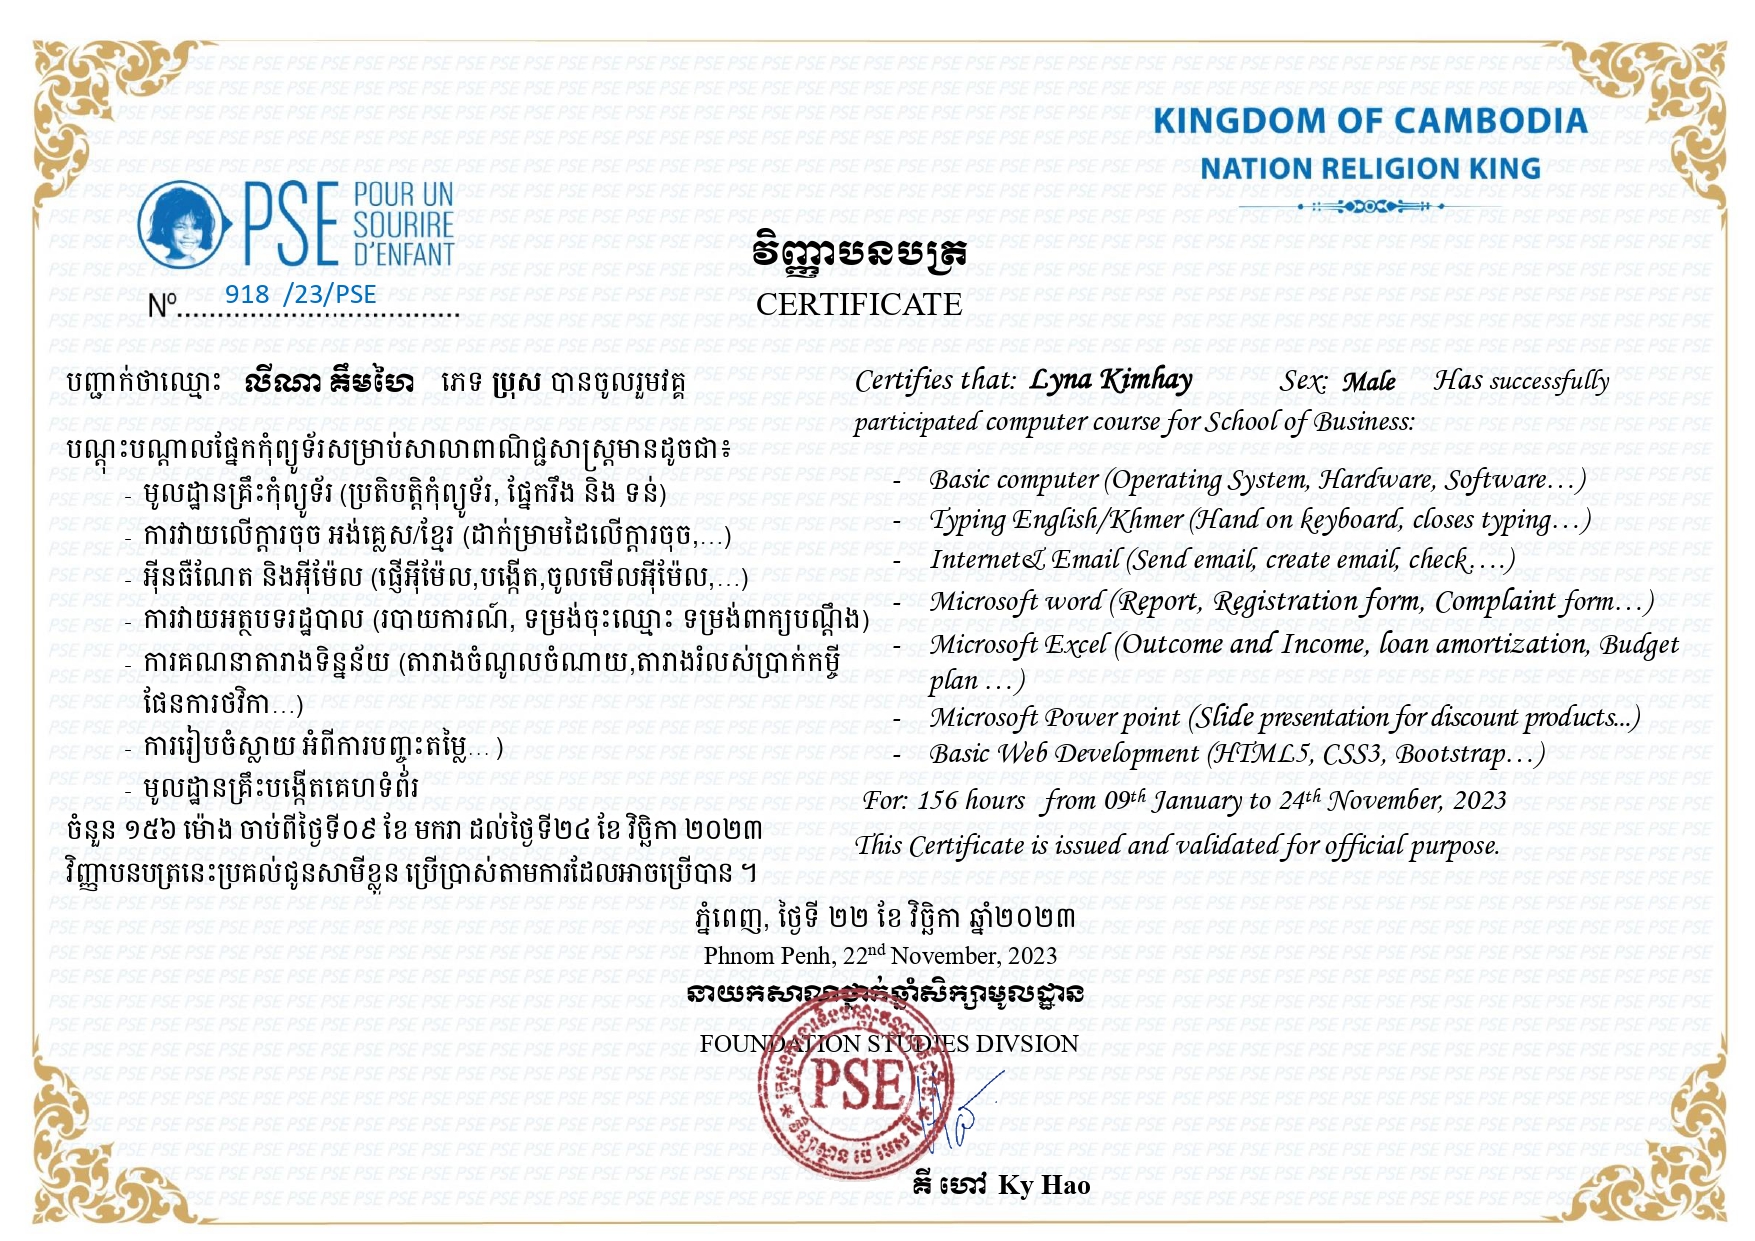 KINGDOM OF CAMBODIA
NATION RELIGION KING
PSE POUR UN
SOURIRE
D'ENFANT
Nº 918 /23/PSE
វិញ្ញាបនបត្រ
CERTIFICATE
បញ្ជាក់ថាឈ្មោះ លីណា គឹមហៃ ភេទ ប្រុស បានចូលរួមវគ្គ
បណ្តុះបណ្តាលផ្នែកកុំព្យូទ័រសម្រាប់សាលាពាណិជ្ជសាស្ត្រមានដូចជា៖
- មូលដ្ឋានគ្រឹះកុំព្យូទ័រ (ប្រតិបត្តិកុំព្យូទ័រ, ផ្នែករឹង និង ទន់)
- ការវាយលើក្តារចុច អង់គ្លេស/ខ្មែរ (ដាក់ម្រាមដៃលើក្តារចុច,...)
- អ៊ីនធឺណែត និងអ៊ីម៉ែល (ផ្ញើអ៊ីម៉ែល,បង្កើត,ចូលមើលអ៊ីម៉ែល,...)
- ការវាយអត្ថបទរដ្ឋបាល (របាយការណ៍, ទម្រង់ចុះឈ្មោះ ទម្រង់ពាក្យបណ្តឹង)
- ការគណនាតារាងទិន្នន័យ (តារាងចំណូលចំណាយ,តារាងរំលស់ប្រាក់កម្ចី
ផែនការថវិកា...)
- ការរៀបចំស្លាយ អំពីការបញ្ចុះតម្លៃ... )
- មូលដ្ឋានគ្រឹះបង្កើតគេហទំព័រ
ចំនួន ១៥៦ ម៉ោង ចាប់ពីថ្ងៃទី០៩ ខែ មករា ដល់ថ្ងៃទី២៤ ខែ វិច្ឆិកា ២០២៣
វិញ្ញាបនបត្រនេះប្រគល់ជូនសាមីខ្លួន ប្រើប្រាស់តាមការដែលអាចប្រើបាន ។
Certifies that: Lyna Kimhay Sex: Male Has successfully
participated computer course for School of Business:
- Basic computer (Operating System, Hardware, Software...)
- Typing English/Khmer (Hand on keyboard, closes typing...)
- Internet& Email (Send email, create email, check....)
- Microsoft word (Report, Registration form, Complaint form...)
- Microsoft Excel (Outcome and Income, loan amortization, Budget
plan ...)
- Microsoft Power point (Slide presentation for discount products...)
- Basic Web Development (HTML5, CSS3, Bootstrap...)
For: 156 hours from 09th January to 24th November, 2023
This Certificate is issued and validated for official purpose.
ភ្នំពេញ, ថ្ងៃទី ២២ ខែ វិច្ឆិកា ឆ្នាំ២០២៣
Phnom Penh, 22nd November, 2023
នាយកសាលាថ្នាក់ឆ្នាំសិក្សាមូលដ្ឋាន
FOUNDATION STUDIES DIVSION
PSE
គី ហៅ Ky Hao